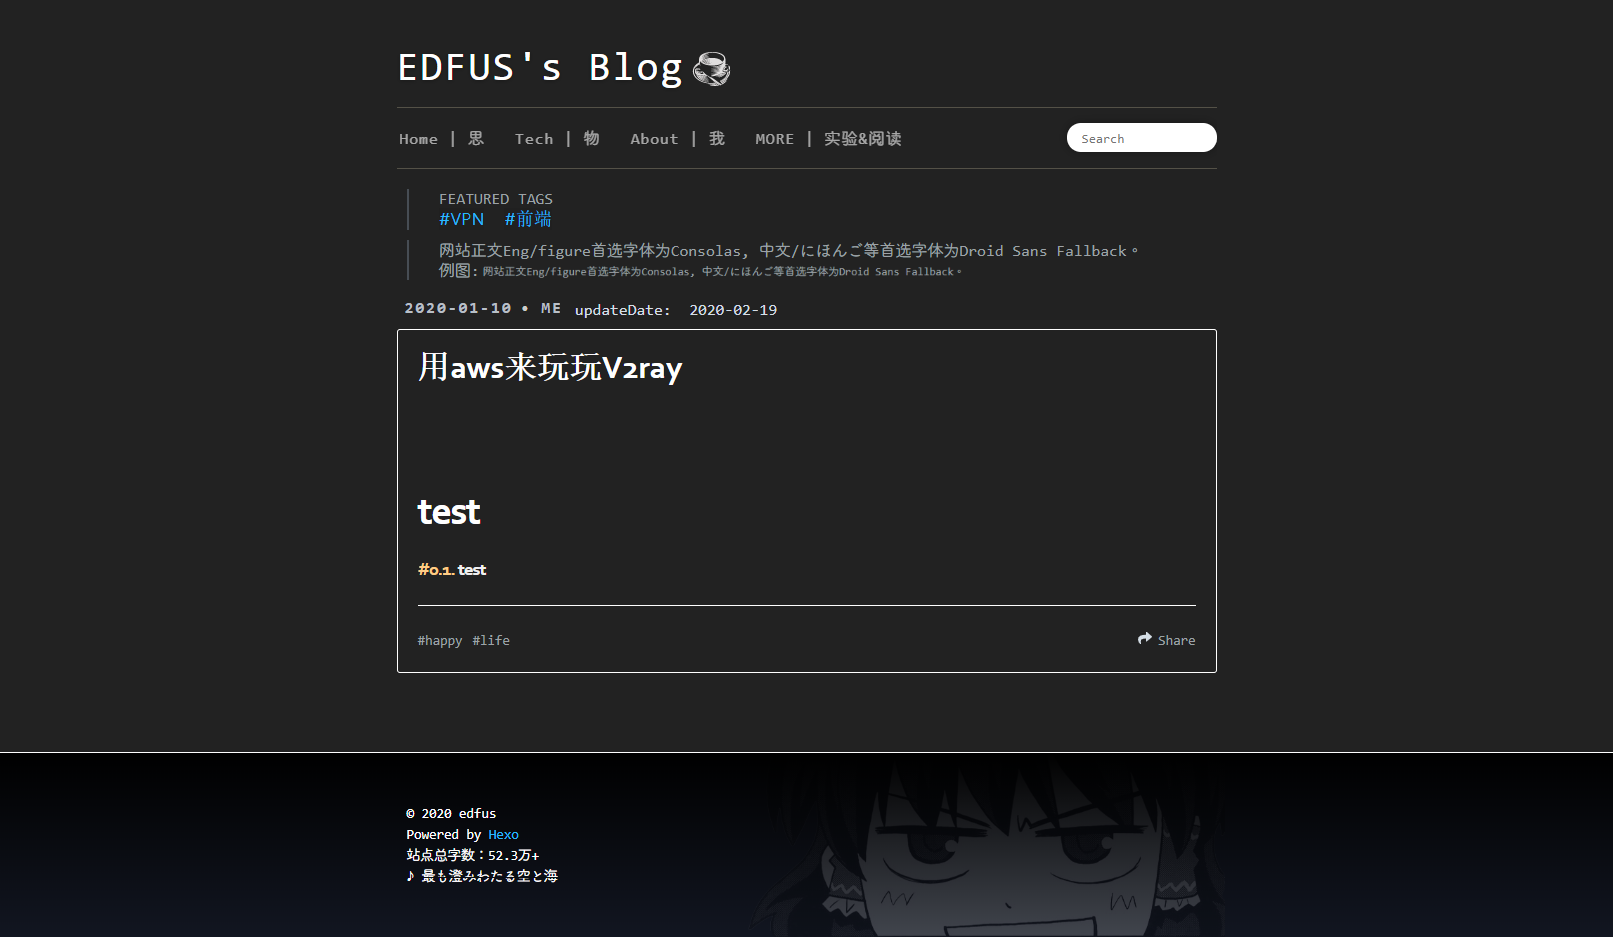 EDFUS's Blog
Home | 思 Tech | 物 About | 我 MORE | 实验&阅读 Search
FEATURED TAGS
#VPN #前端
网站正文Eng/figure首选字体为Consolas, 中文/にほんご等首选字体为Droid Sans Fallback。
例图: 网站正文Eng/figure首选字体为Consolas, 中文/にほんご等首选字体为Droid Sans Fallback。
2020-01-10 • ME updateDate: 2020-02-19
用aws来玩玩V2ray
test
#0.1. test
#happy #life Share
© 2020 edfus
Powered by Hexo
站点总字数：52.3万+
♪ 最も澄みわたる空と海